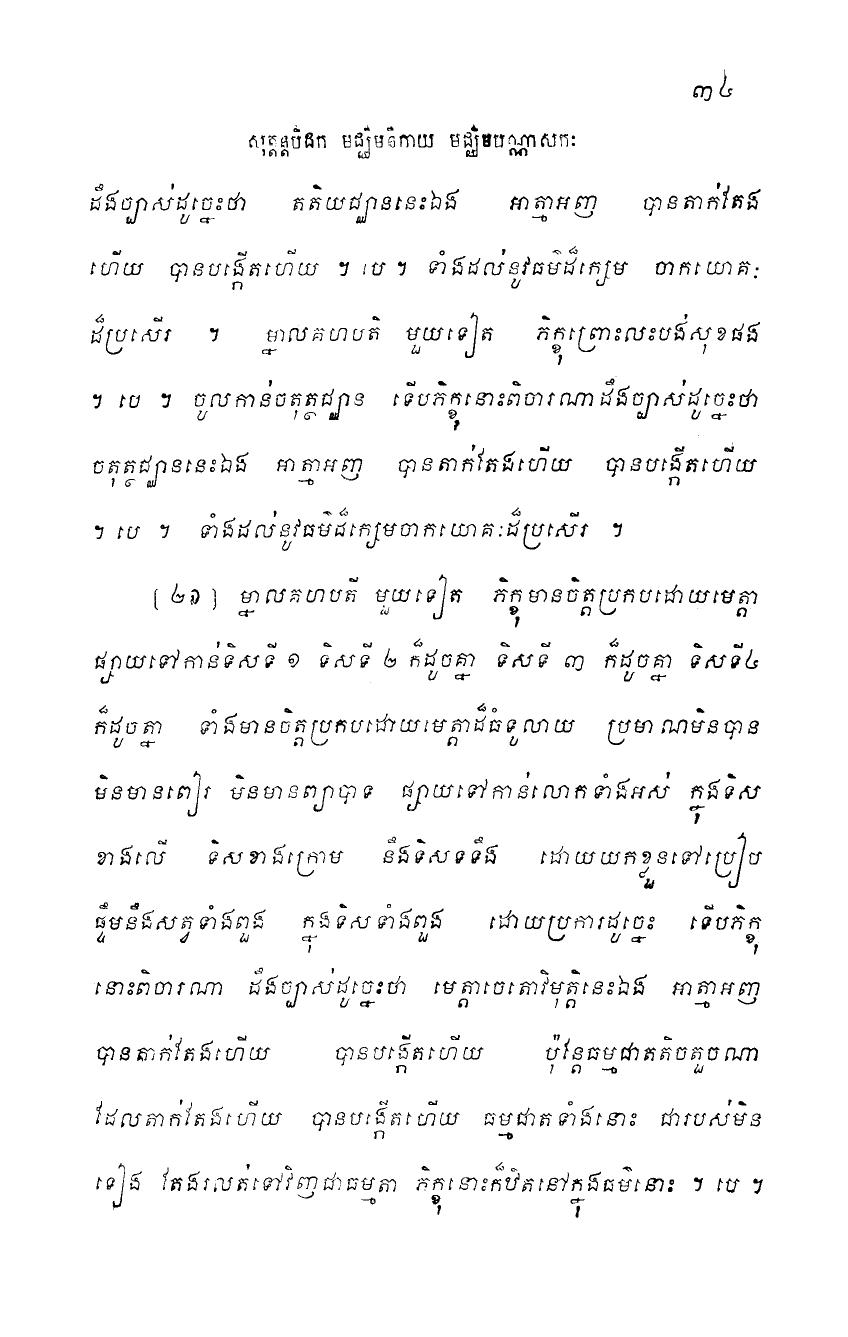 ៣៤
សុត្តន្តបិដក មជ្ឈិមនិកាយ មជ្ឈិមបណ្ណាសកៈ
ដឹងច្បាស់ដូច្នេះថា តតិយជ្ឈាននេះឯង អាត្មាអញ បានតាក់តែង
ហើយ បានបង្កើតហើយ ។ បេ ។ ទាំងដល់នូវធម៌ដ៏ក្សេម ចាកយោគៈ
ដ៏ប្រសើរ ។ ម្នាលគហបតិ មួយទៀត ភិក្ខុព្រោះលះបង់សុខផង
។ បេ ។ ចូលកាន់ចតុត្ថជ្ឈាន ទើបភិក្ខុនោះពិចារណាដឹងច្បាស់ដូច្នេះថា
ចតុត្ថជ្ឈាននេះឯង អាត្មាអញ បានតាក់តែងហើយ បានបង្កើតហើយ
។ បេ ។ ទាំងដល់នូវធម៌ដ៏ក្សេមចាកយោគៈដ៏ប្រសើរ ។
[២១] ម្នាលគហបតី មួយទៀត ភិក្ខុមានចិត្តប្រកបដោយមេត្តា
ផ្សាយទៅកាន់ទិសទី ១ ទិសទី ២ ក៏ដូចគ្នា ទិសទី ៣ ក៏ដូចគ្នា ទិសទី៤
ក៏ដូចគ្នា ទាំងមានចិត្តប្រកបដោយមេត្តាដ៏ធំទូលាយ ប្រមាណមិនបាន
មិនមានពៀរ មិនមានព្យាបាទ ផ្សាយទៅកាន់លោកទាំងអស់ ក្នុងទិស
ខាងលើ ទិសខាងក្រោម នឹងទិសទទឹង ដោយយកខ្លួនទៅប្រៀប
ផ្ទឹមនឹងសត្វទាំងពួង ក្នុងទិសទាំងពួង ដោយប្រការដូច្នេះ ទើបភិក្ខុ
នោះពិចារណា ដឹងច្បាស់ដូច្នេះថា មេត្តាចេតោវិមុត្តិនេះឯង អាត្មាអញ
បានតាក់តែងហើយ បានបង្កើតហើយ ប៉ុន្តែធម្មជាតតិចតួចណា
ដែលតាក់តែងហើយ បានបង្កើតហើយ ធម្មជាតទាំងនោះ ជារបស់មិន
ទៀង តែងរលត់ទៅវិញជាធម្មតា ភិក្ខុនោះក៏ឋិតនៅក្នុងធម៌នោះ ។ បេ ។